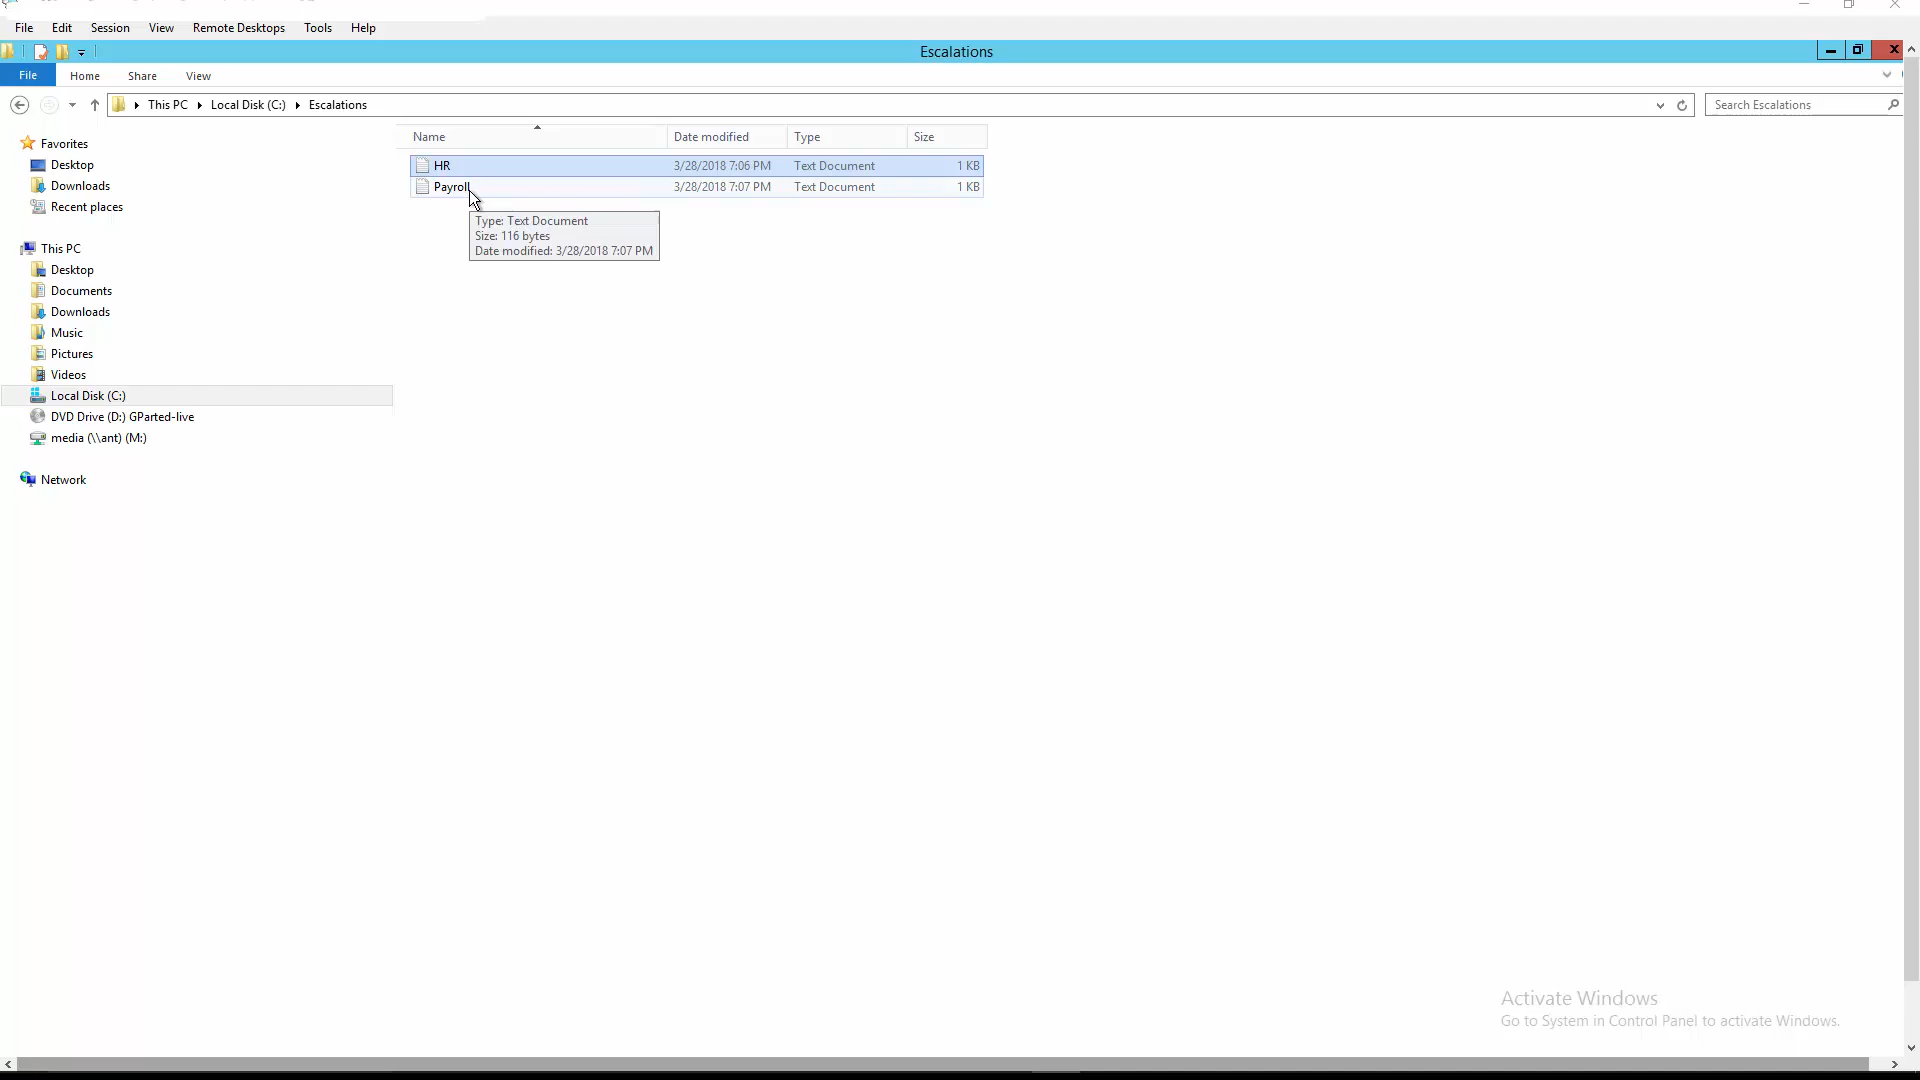 File Edit Session View Remote Desktops Tools Help
Escalations
File Home Share View
This PC Local Disk (C:) Escalations
Search Escalations
Name Date modified Type Size
HR 3/28/2018 7:06 PM Text Document 1 KB
Payroll 3/28/2018 7:07 PM Text Document 1 KB
Type: Text Document
Size: 116 bytes
Date modified: 3/28/2018 7:07 PM
Favorites
Desktop
Downloads
Recent places
This PC
Desktop
Documents
Downloads
Music
Pictures
Videos
Local Disk (C:)
DVD Drive (D:) GParted-live
media (\\ant) (M:)
Network
Activate Windows
Go to System in Control Panel to activate Windows.